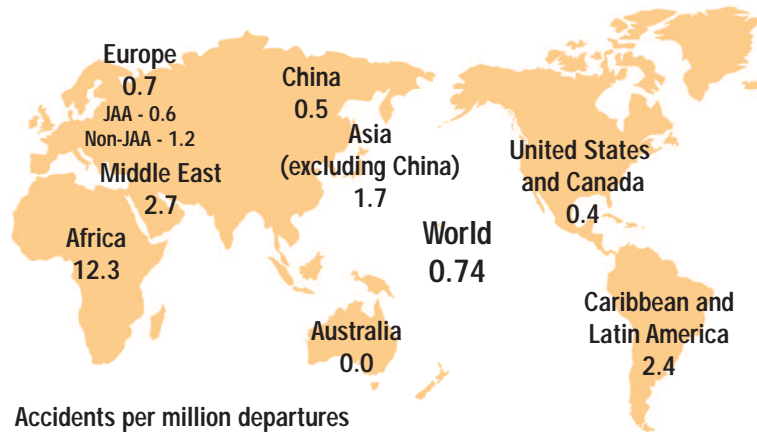 Europe
0.7
JAA - 0.6
Non-JAA - 1.2
China
0.5
Asia
(excluding China)
1.7
Middle East
2.7
Africa
12.3
United States
and Canada
0.4
World
0.74
Australia
0.0
Caribbean and
Latin America
2.4
Accidents per million departures